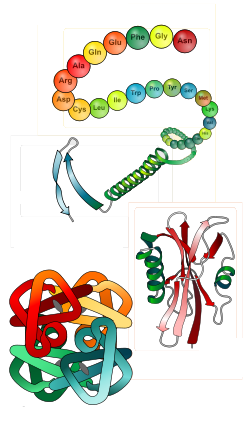 Asn
Gly
Phe
Glu
Gln
Ala
Arg
Asp
Cys
Leu
Ile
Trp
Pro
Tyr
Ser
Met
Lys